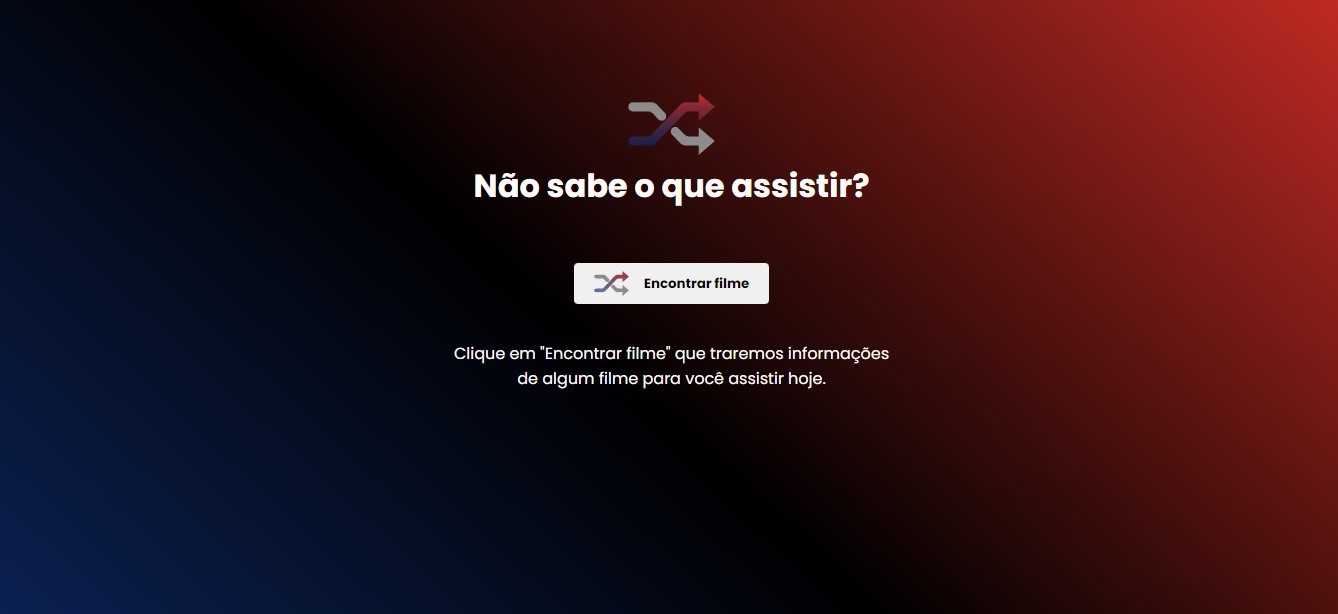 Não sabe o que assistir?
Encontrar filme
Clique em "Encontrar filme" que traremos informações
de algum filme para você assistir hoje.